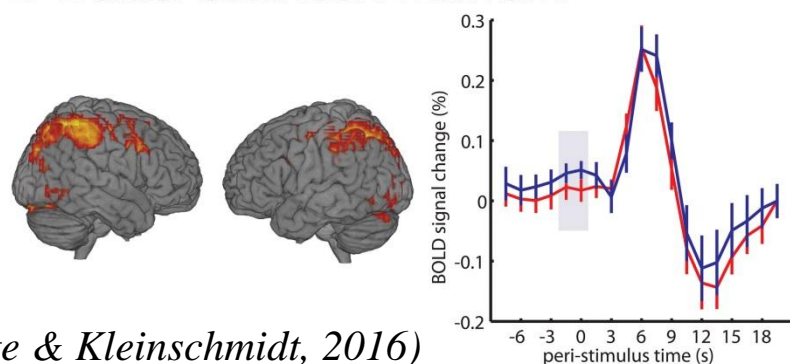 0.3
0.2
0.1
0
-0.1
-0.2
BOLD signal change (%)
-6 -3 0 3 6 9 12 15 18
peri-stimulus time (s)
& Kleinschmidt, 2016)